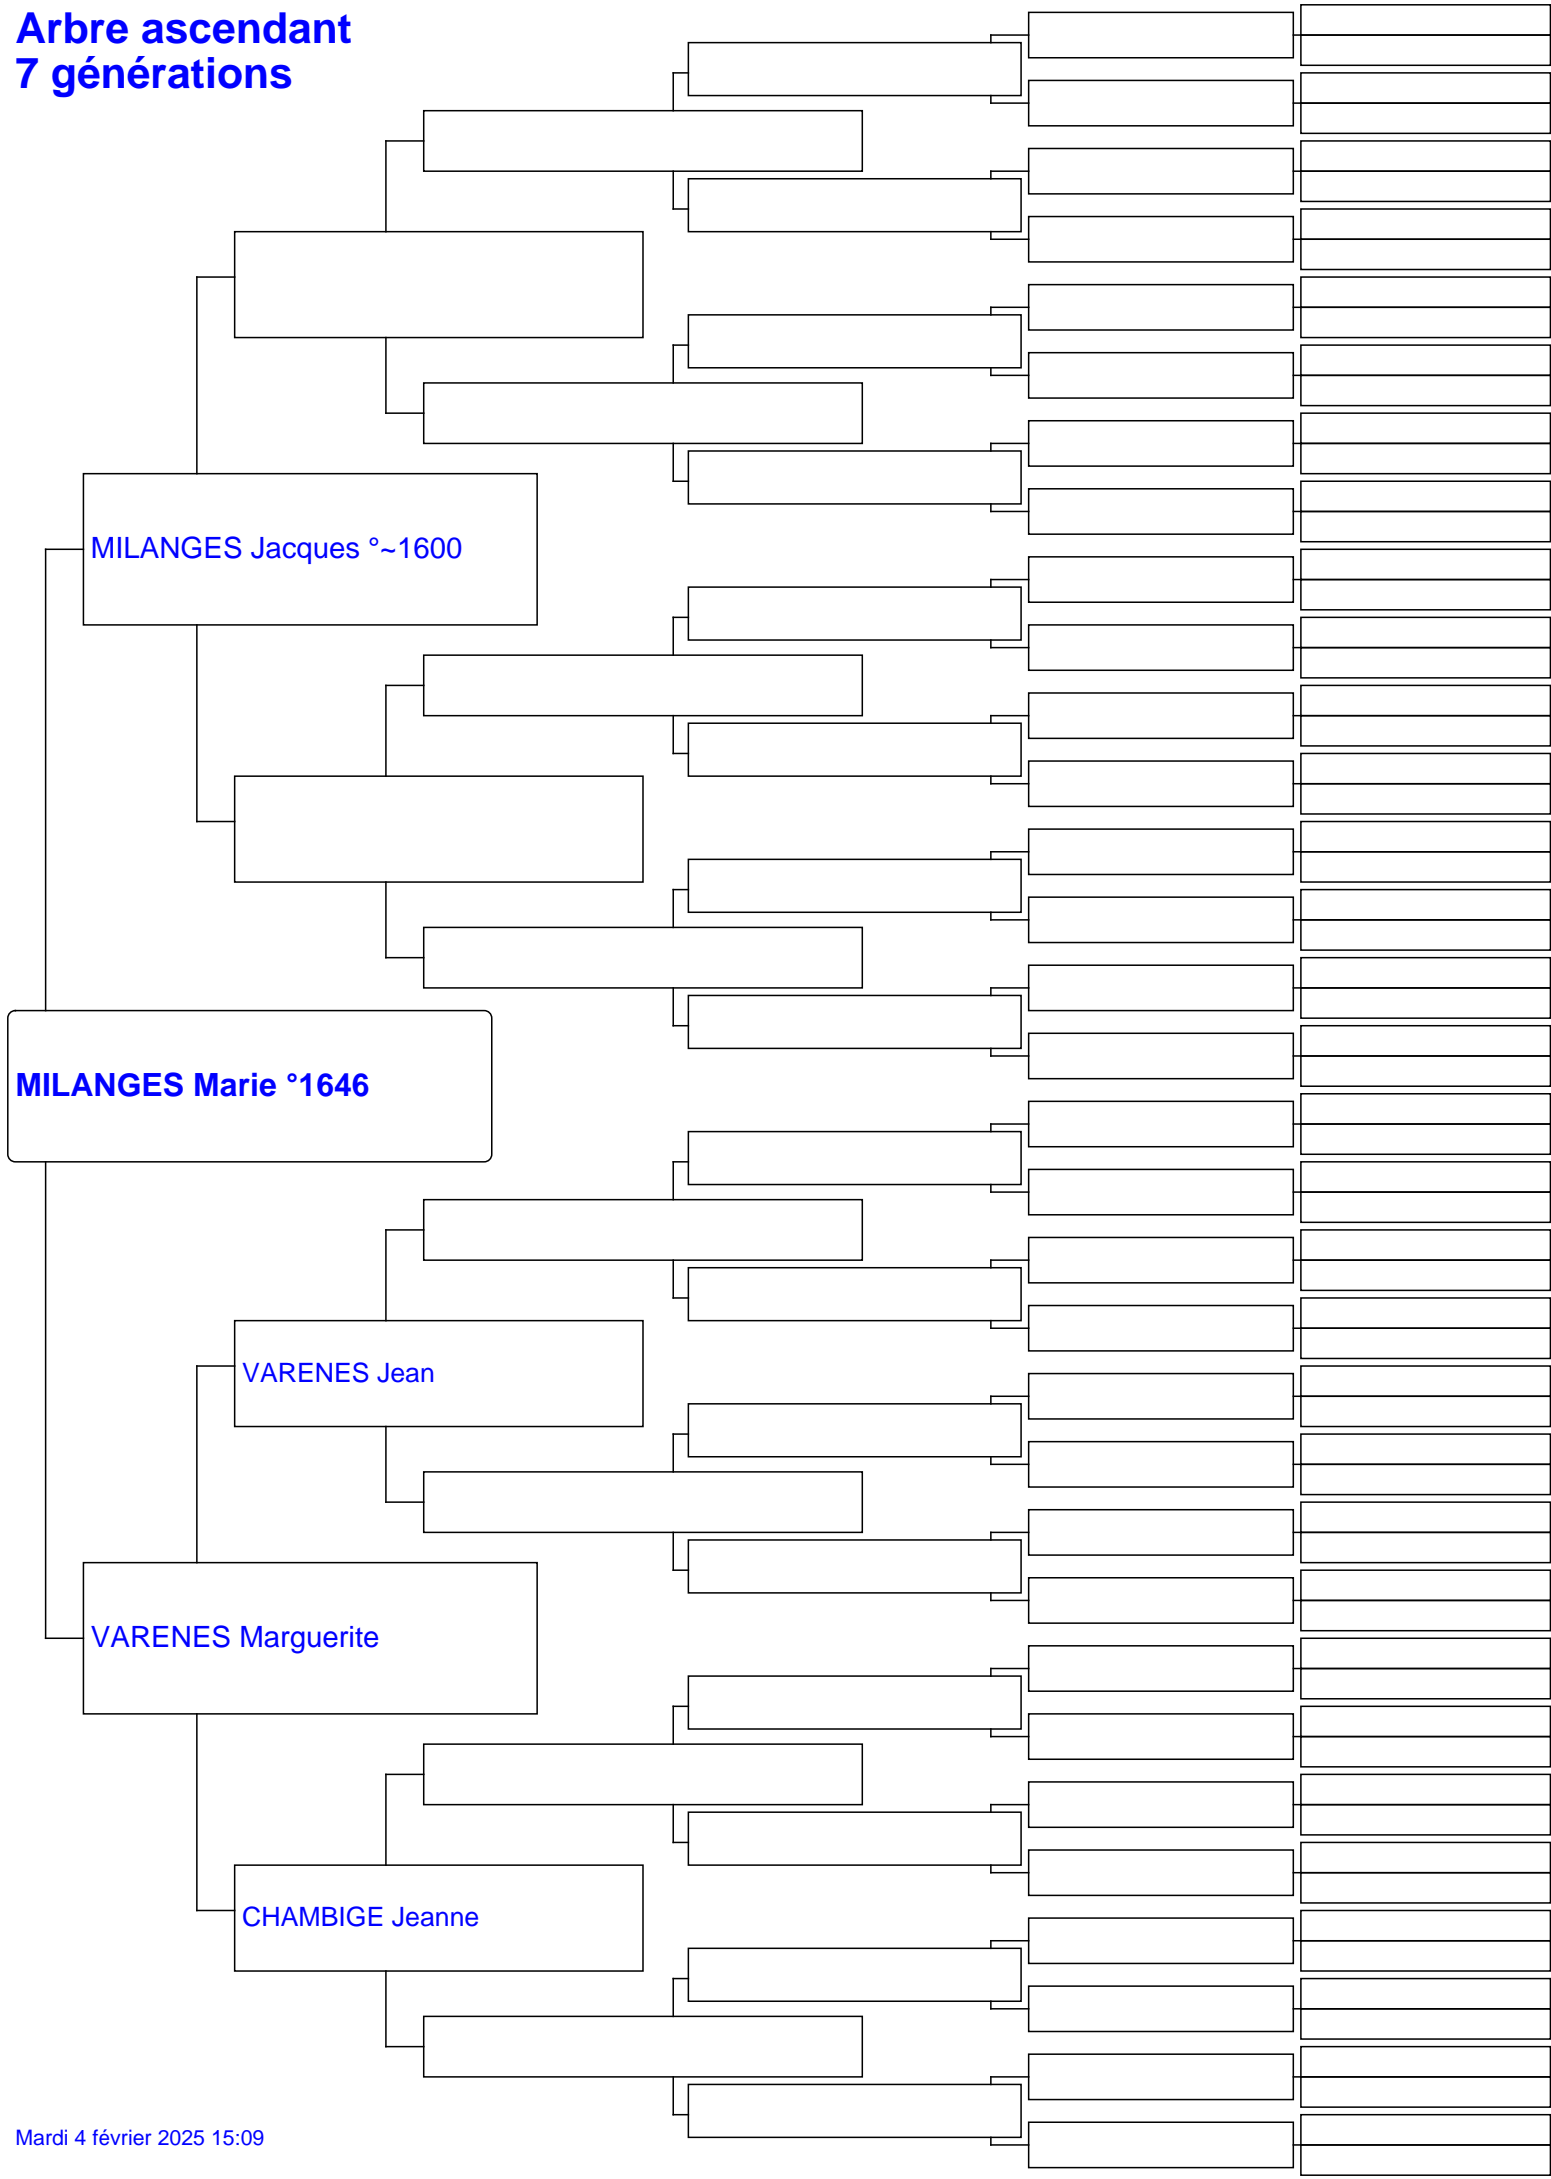 Arbre ascendant
7 générations
MILANGES Jacques °~1600
MILANGES Marie °1646
VARENES Jean
VARENES Marguerite
CHAMBIGE Jeanne
Mardi 4 février 2025 15:09